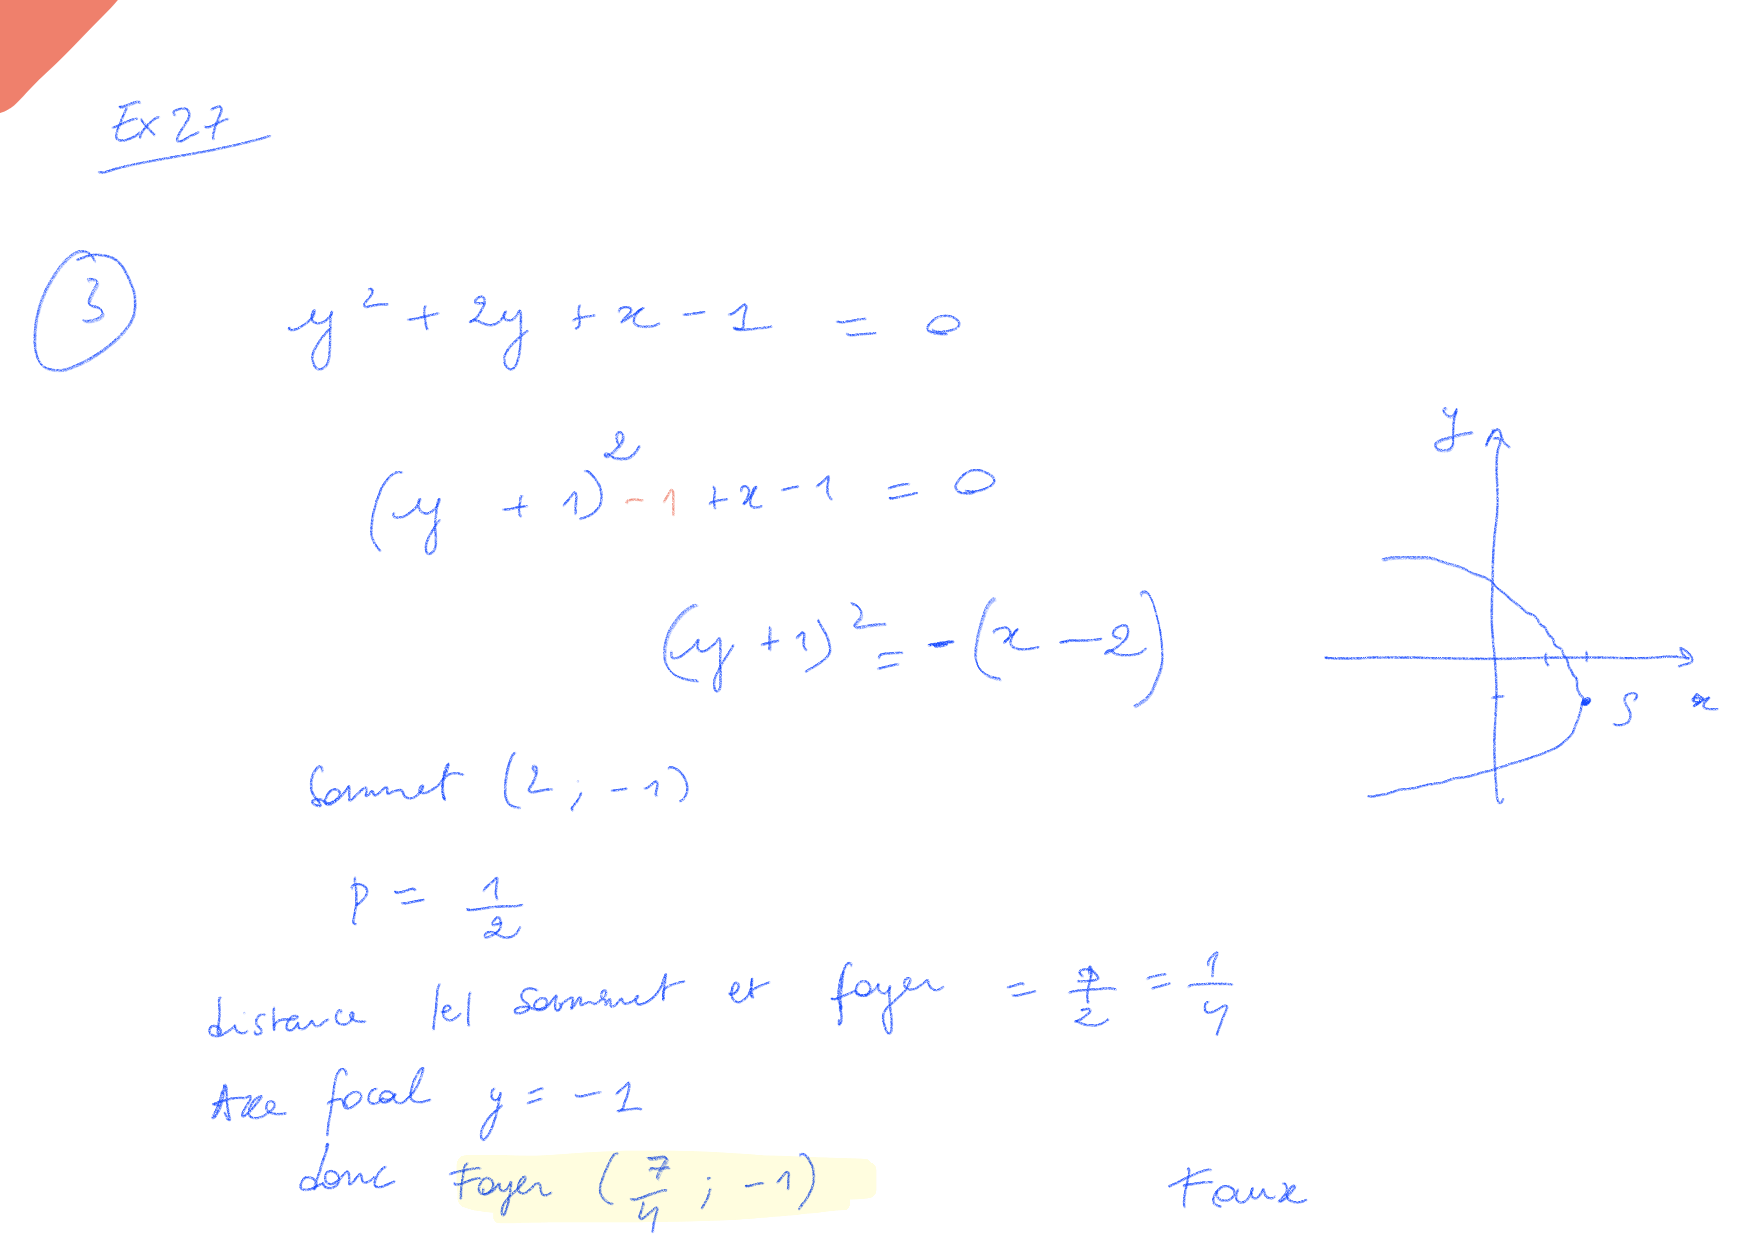 Ex 27
3
y² + 2y + x - 1 = 0
(y + 1)² - 1 + x - 1 = 0
(y + 1)² = - (x - 2)
y
x
S
Sommet (2 ; -1)
p = 1/2
distance sommet et foyer = p/2 = 1/4
Axe focal y = -1
donc Foyer (7/4 ; -1)
Faux